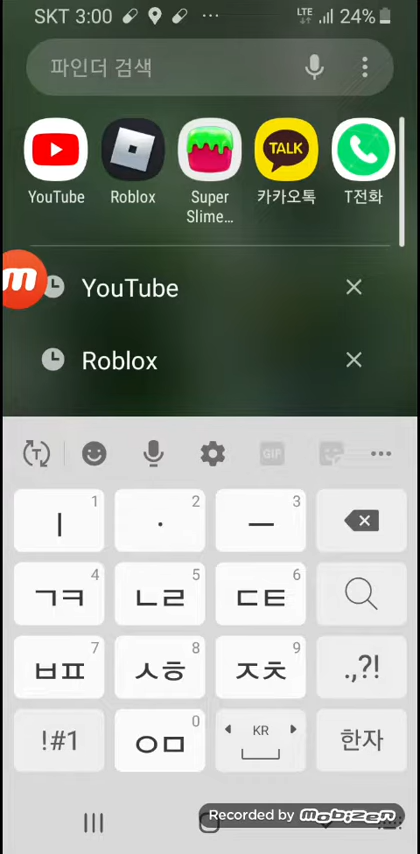 SKT 3:00 ... LTE 24%
파인더 검색
TALK
YouTube Roblox Super Slime... 카카오톡 T전화
m
YouTube
Roblox
T GIF ...
ㅣ 1 · 2 ㅡ 3
ㄱㅋ 4 ㄴㄹ 5 ㄷㅌ 6
ㅂㅍ 7 ㅅㅎ 8 ㅈㅊ 9 .,?!
!#1 ㅇㅁ 0 KR 한자
Recorded by MOBIZEN